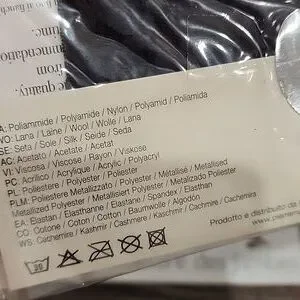 mmendation
from
e quality.
A: Poliammide / Polyamide / Nylon / Polyamid / Poliamida
WO: Lana / Laine / Wool / Wolle / Lana
SE: Seta / Soie / Silk / Seide / Seda
AC: Acetato / Acetate / Acetat
VI: Viscosa / Viscose / Rayon / Viskose
PC: Acrilico / Acrylique / Acrylic / Polyacryl
PL: Poliestere / Polyester / Poliester
PLM: Poliestere Metallizzato / Polyester / Métallisé / Metallised
Metallized Polyester / Metallisiert Polyester / Metalizado Poliester
EA: Elastan / Elasthanne / Elastane / Spandex / Elasthan
CO: Cotone / Coton / Cotton / Baumwolle / Algodón
WS: Cachemire / Kashmir / Cashmere / Kaschmir / Cachemira
30
Prodotto e distribuito da